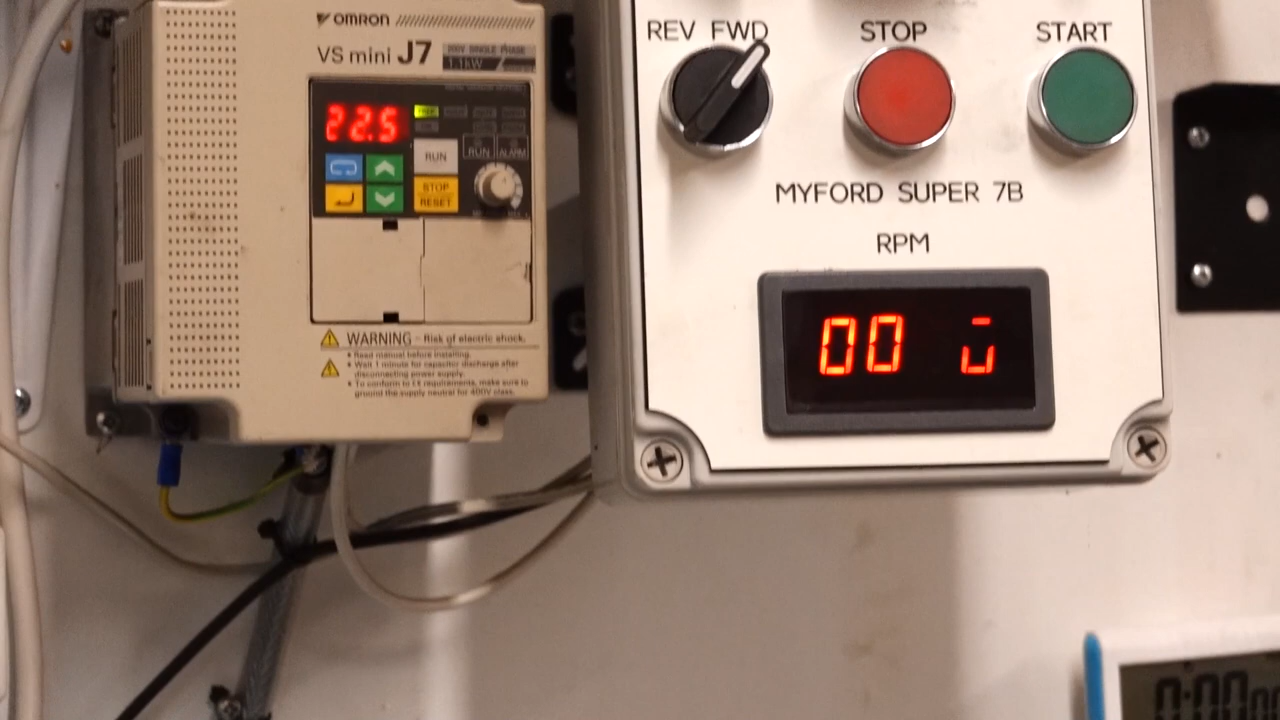 OMRON
VS mini J7
200V SINGLE PHASE
1.1kW
22.5
RUN
RUN
ALARM
STOP
RESET
WARNING - Risk of electric shock.
• Read manual before installing.
• Wait 1 minute for capacitor discharge after
disconnecting power supply.
• To conform to CE requirements, make sure to
ground the supply neutral for 400V class.
REV FWD
STOP
START
MYFORD SUPER 7B
RPM
00
0:00